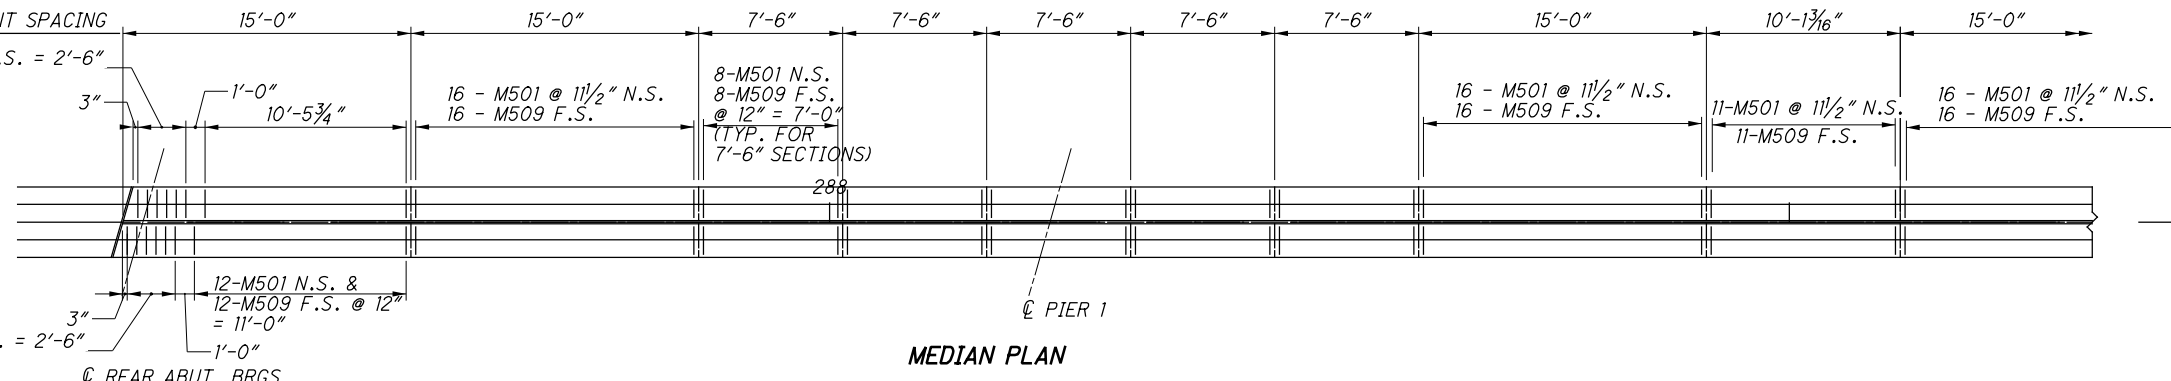 NT SPACING
15'-0" 15'-0" 7'-6" 7'-6" 7'-6" 7'-6" 7'-6" 15'-0" 10'-1 3/16" 15'-0"
.S. = 2'-6"
3"
1'-0"
10'-5 3/4"
16 - M501 @ 11 1/2" N.S.
16 - M509 F.S.
8-M501 N.S.
8-M509 F.S.
@ 12" = 7'-0"
(TYP. FOR
7'-6" SECTIONS)
16 - M501 @ 11 1/2" N.S.
16 - M509 F.S.
11-M501 @ 11 1/2" N.S.
11-M509 F.S.
16 - M501 @ 11 1/2" N.S.
16 - M509 F.S.
288
12-M501 N.S. &
12-M509 F.S. @ 12"
= 11'-0"
3"
. = 2'-6"
1'-0"
℄ REAR ABUT. BRGS
℄ PIER 1
MEDIAN PLAN